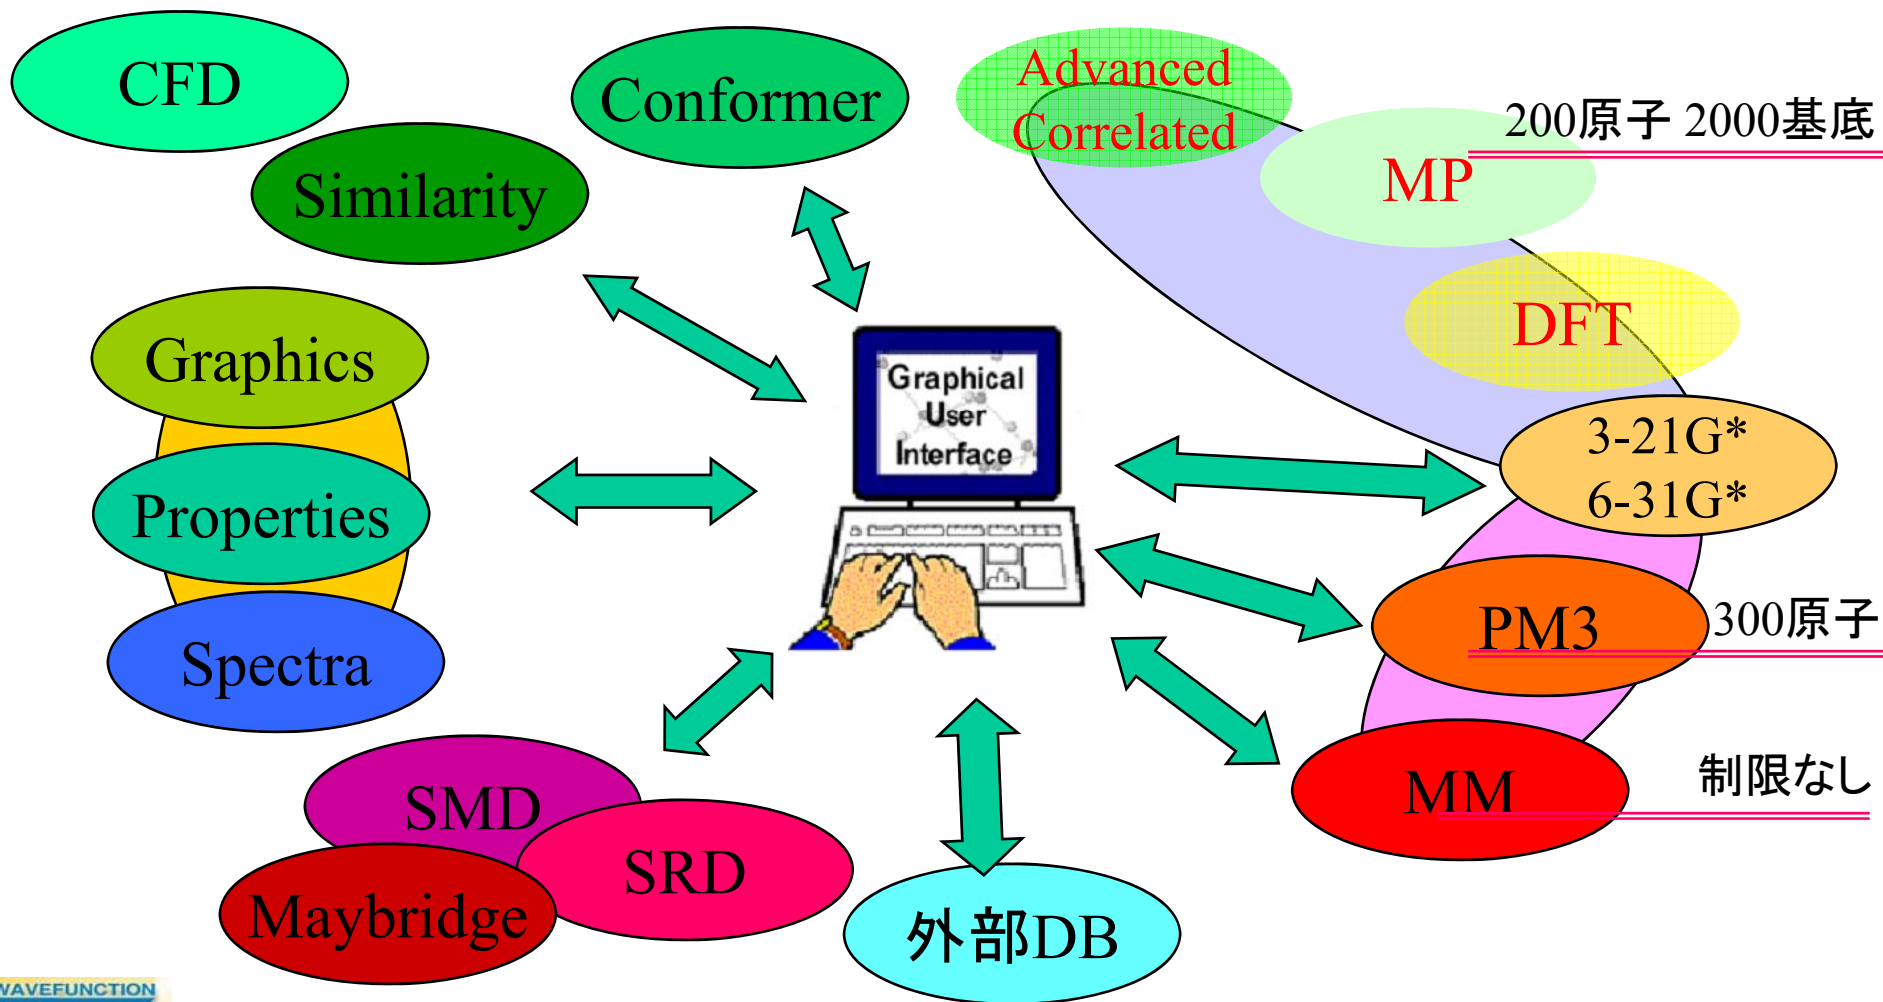 CFD
Conformer
Advanced
Correlated
200原子 2000基底
MP
Similarity
DFT
Graphics
Graphical
User
Interface
3-21G*
6-31G*
Properties
PM3
300原子
Spectra
制限なし
MM
SMD
SRD
Maybridge
外部DB
WAVEFUNCTION